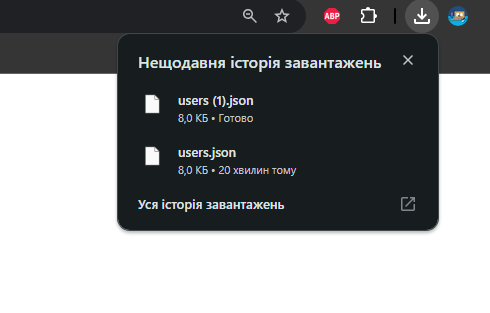 ABP
Нещодавня історія завантажень
users (1).json
8,0 КБ • Готово
users.json
8,0 КБ • 20 хвилин тому
Уся історія завантажень